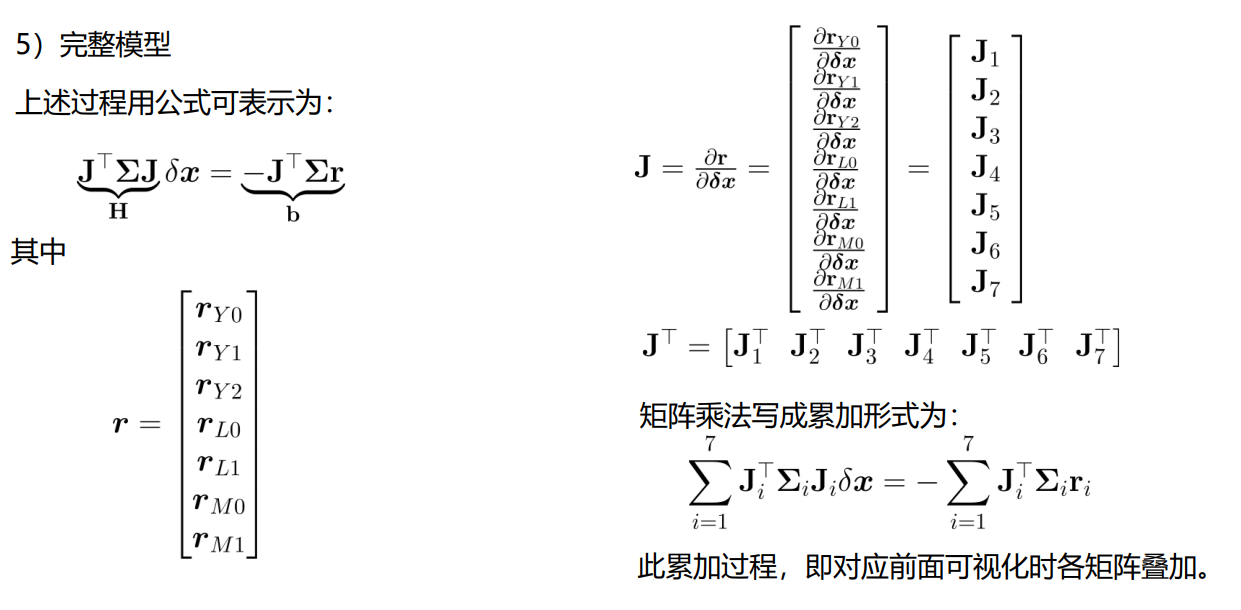 5）完整模型
上述过程用公式可表示为：
$\underbrace{\mathbf{J}^\top \mathbf{\Sigma} \mathbf{J}}_{\mathbf{H}} \delta \boldsymbol{x} = \underbrace{-\mathbf{J}^\top \mathbf{\Sigma} \mathbf{r}}_{\mathbf{b}}$
其中
$\boldsymbol{r} = \begin{bmatrix} \boldsymbol{r}_{Y0} \\ \boldsymbol{r}_{Y1} \\ \boldsymbol{r}_{Y2} \\ \boldsymbol{r}_{L0} \\ \boldsymbol{r}_{L1} \\ \boldsymbol{r}_{M0} \\ \boldsymbol{r}_{M1} \end{bmatrix}$
$\mathbf{J} = \frac{\partial \mathbf{r}}{\partial \boldsymbol{\delta x}} = \begin{bmatrix} \frac{\partial \mathbf{r}_{Y0}}{\partial \boldsymbol{\delta x}} \\ \frac{\partial \mathbf{r}_{Y1}}{\partial \boldsymbol{\delta x}} \\ \frac{\partial \mathbf{r}_{Y2}}{\partial \boldsymbol{\delta x}} \\ \frac{\partial \mathbf{r}_{L0}}{\partial \boldsymbol{\delta x}} \\ \frac{\partial \mathbf{r}_{L1}}{\partial \boldsymbol{\delta x}} \\ \frac{\partial \mathbf{r}_{M0}}{\partial \boldsymbol{\delta x}} \\ \frac{\partial \mathbf{r}_{M1}}{\partial \boldsymbol{\delta x}} \end{bmatrix} = \begin{bmatrix} \mathbf{J}_1 \\ \mathbf{J}_2 \\ \mathbf{J}_3 \\ \mathbf{J}_4 \\ \mathbf{J}_5 \\ \mathbf{J}_6 \\ \mathbf{J}_7 \end{bmatrix}$
$\mathbf{J}^\top = \begin{bmatrix} \mathbf{J}_1^\top & \mathbf{J}_2^\top & \mathbf{J}_3^\top & \mathbf{J}_4^\top & \mathbf{J}_5^\top & \mathbf{J}_6^\top & \mathbf{J}_7^\top \end{bmatrix}$
矩阵乘法写成累加形式为：
$\sum_{i=1}^{7} \mathbf{J}_i^\top \mathbf{\Sigma}_i \mathbf{J}_i \delta \boldsymbol{x} = -\sum_{i=1}^{7} \mathbf{J}_i^\top \mathbf{\Sigma}_i \mathbf{r}_i$
此累加过程，即对应前面可视化时各矩阵叠加。